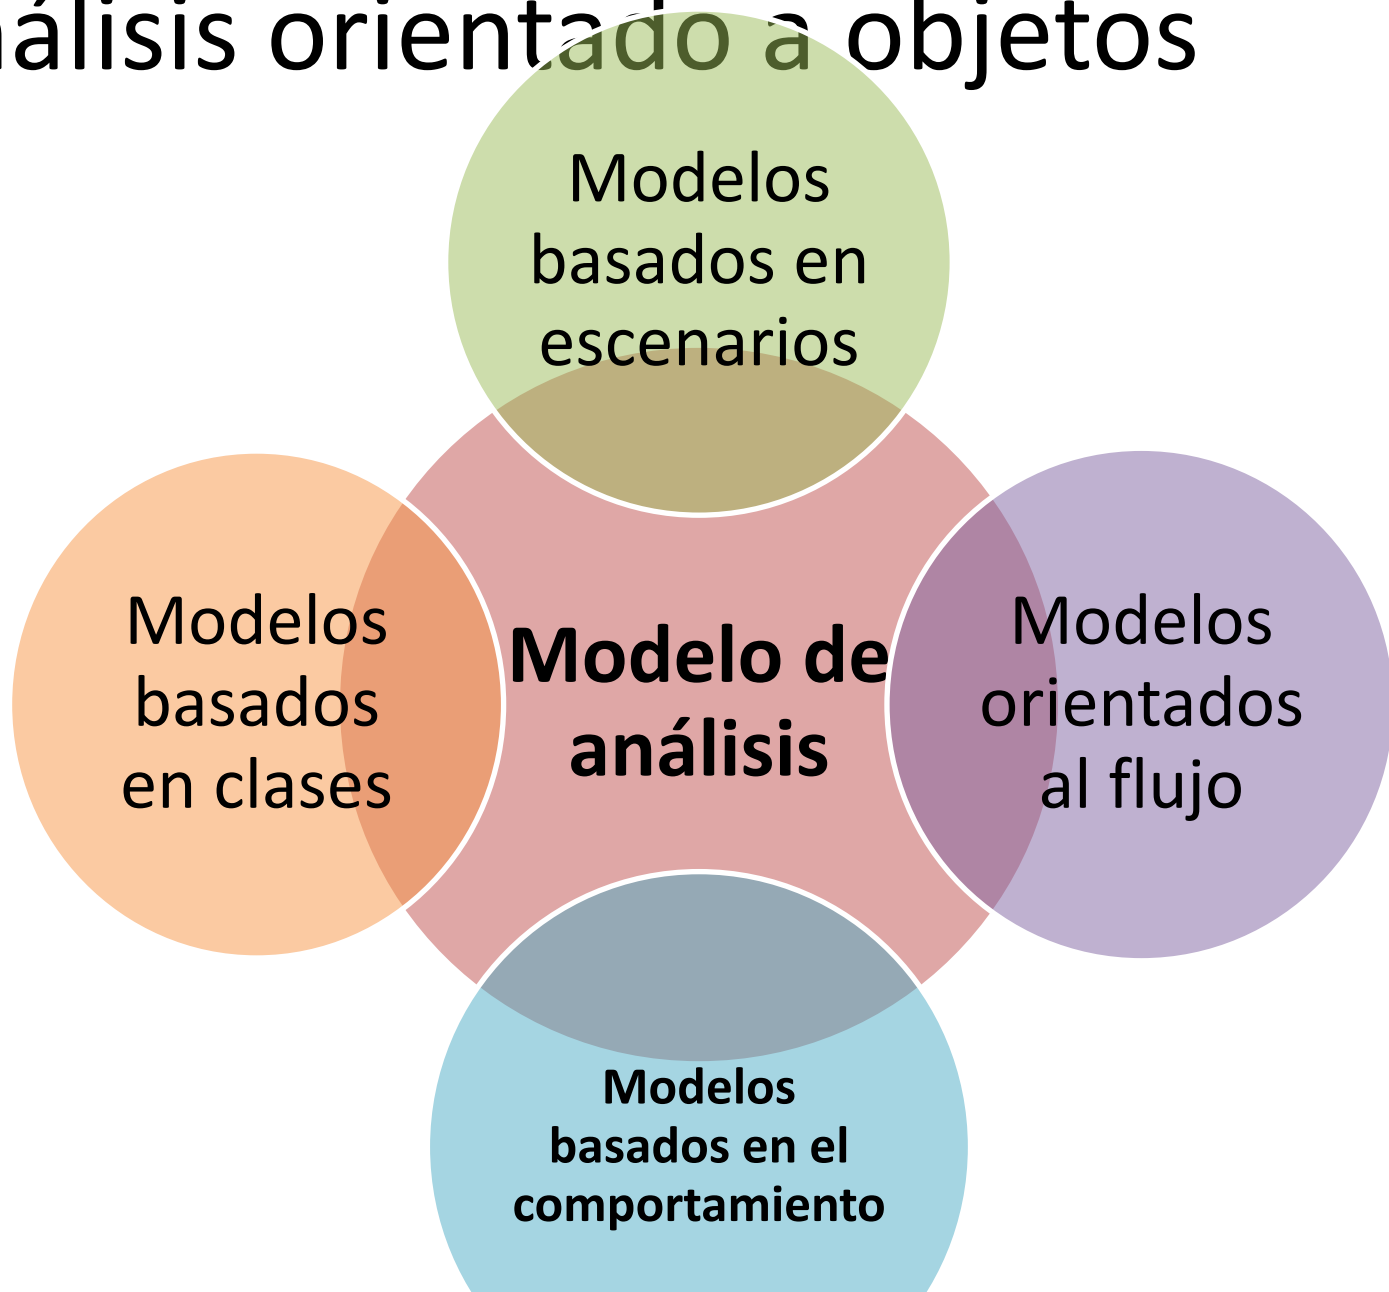 nálisis orientado a objetos
Modelos
basados en
escenarios
Modelos
basados
en clases
Modelo de
análisis
Modelos
orientados
al flujo
Modelos
basados en el
comportamiento